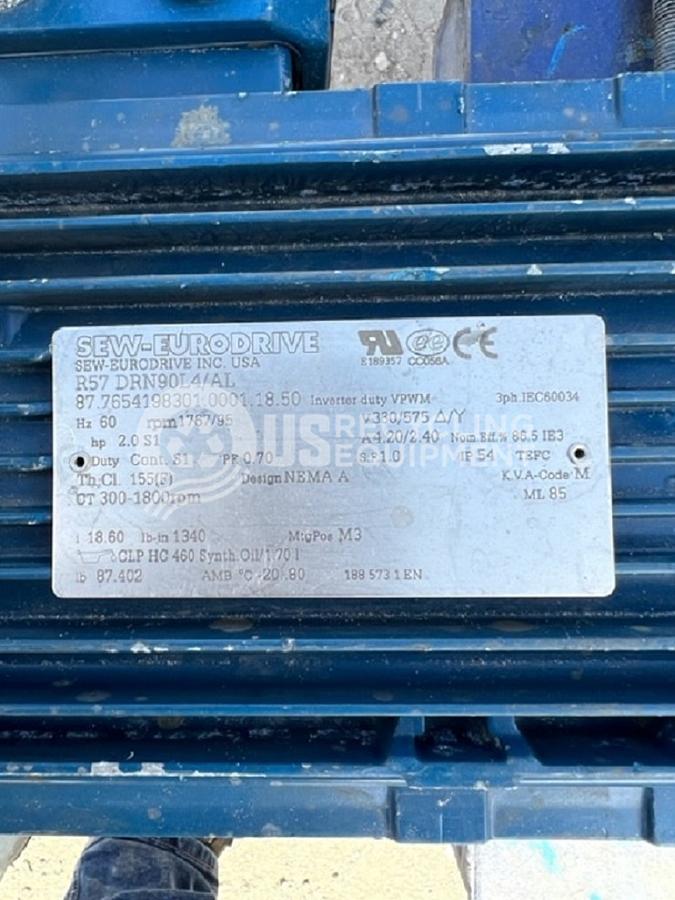 SEW-EURODRIVE
SEW-EURODRIVE INC. USA
E189357 CC056A
R57 DRN90L4/AL
87.7654198301.0001.18.50 Inverter duty VPWM 3ph.IEC60034
Hz 60 rpm 1767/95 V 330/575 Δ/Y
hp 2.0 S1 A 4.20/2.40 Nom.Eff.% 86.5 IE3
Duty Cont. S1 PF 0.70 S.F 1.0 IP 54 TEFC
Th.Cl. 155(F) Design NEMA A K.V.A-Code M
CT 300-1800rpm ML 85
i 18.60 lb-in 1340 MtgPos M3
CLP HC 460 Synth.Oil/1.70 l
lb 87.402 AMB °C -20..80 188 573 1 EN
US RECYCLING EQUIPMENT